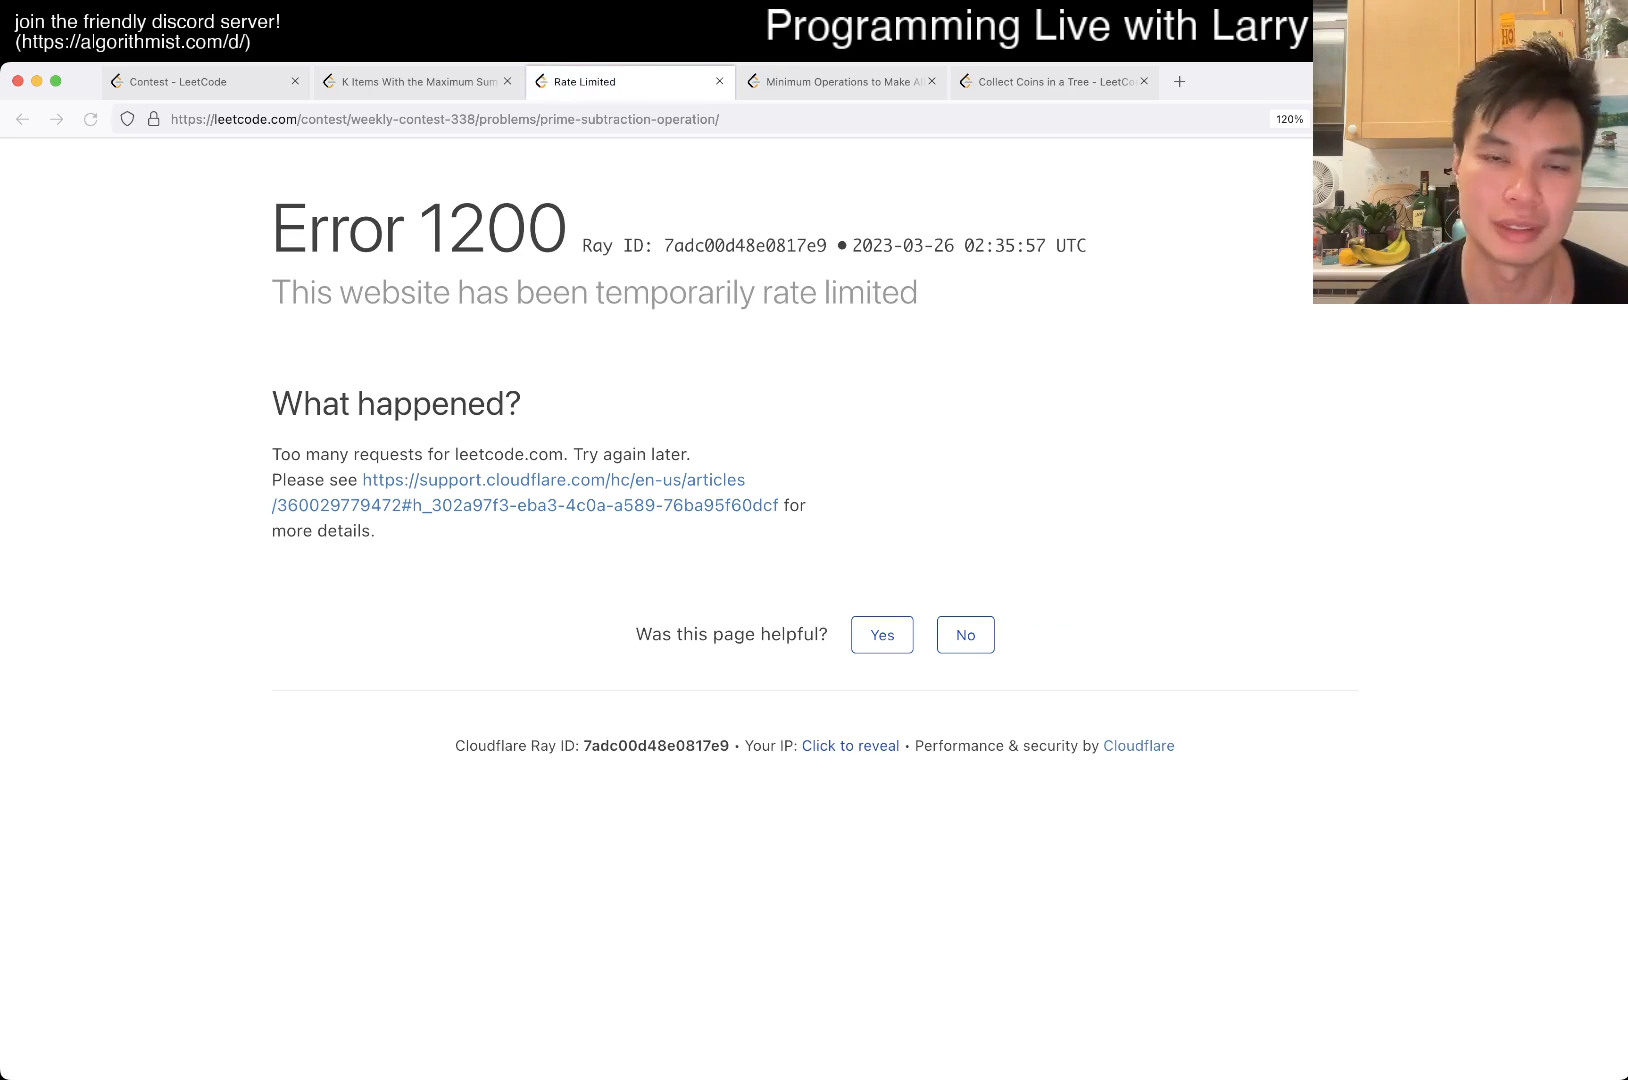 join the friendly discord server!
(https://algorithmist.com/d/)
Programming Live with Larry
Contest - LeetCode
K Items With the Maximum Sum
Rate Limited
Minimum Operations to Make Al
Collect Coins in a Tree - LeetCo
https://leetcode.com/contest/weekly-contest-338/problems/prime-subtraction-operation/
120%
Error 1200 Ray ID: 7adc00d48e0817e9 • 2023-03-26 02:35:57 UTC
This website has been temporarily rate limited
What happened?
Too many requests for leetcode.com. Try again later.
Please see https://support.cloudflare.com/hc/en-us/articles
/360029779472#h_302a97f3-eba3-4c0a-a589-76ba95f60dcf for
more details.
Was this page helpful? Yes No
Cloudflare Ray ID: 7adc00d48e0817e9 • Your IP: Click to reveal • Performance & security by Cloudflare